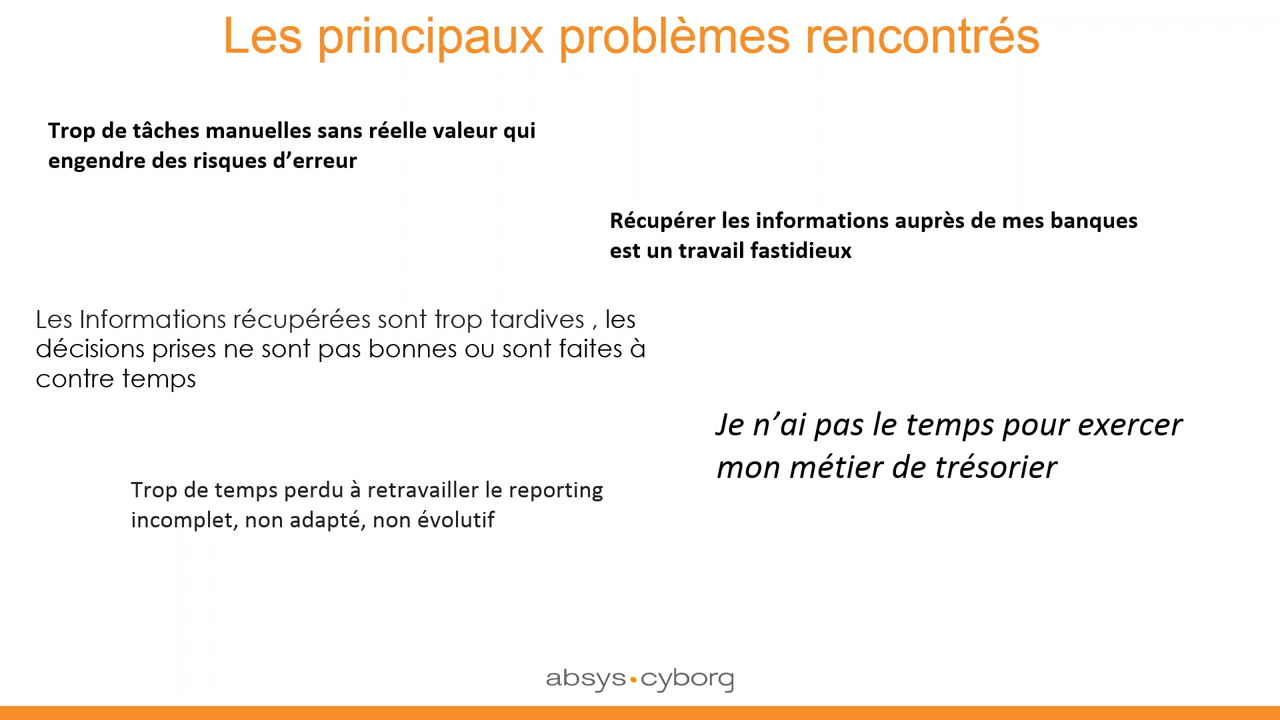 Les principaux problèmes rencontrés
Trop de tâches manuelles sans réelle valeur qui
engendre des risques d’erreur
Récupérer les informations auprès de mes banques
est un travail fastidieux
Les Informations récupérées sont trop tardives , les
décisions prises ne sont pas bonnes ou sont faites à
contre temps
Je n’ai pas le temps pour exercer
mon métier de trésorier
Trop de temps perdu à retravailler le reporting
incomplet, non adapté, non évolutif
absys•cyborg